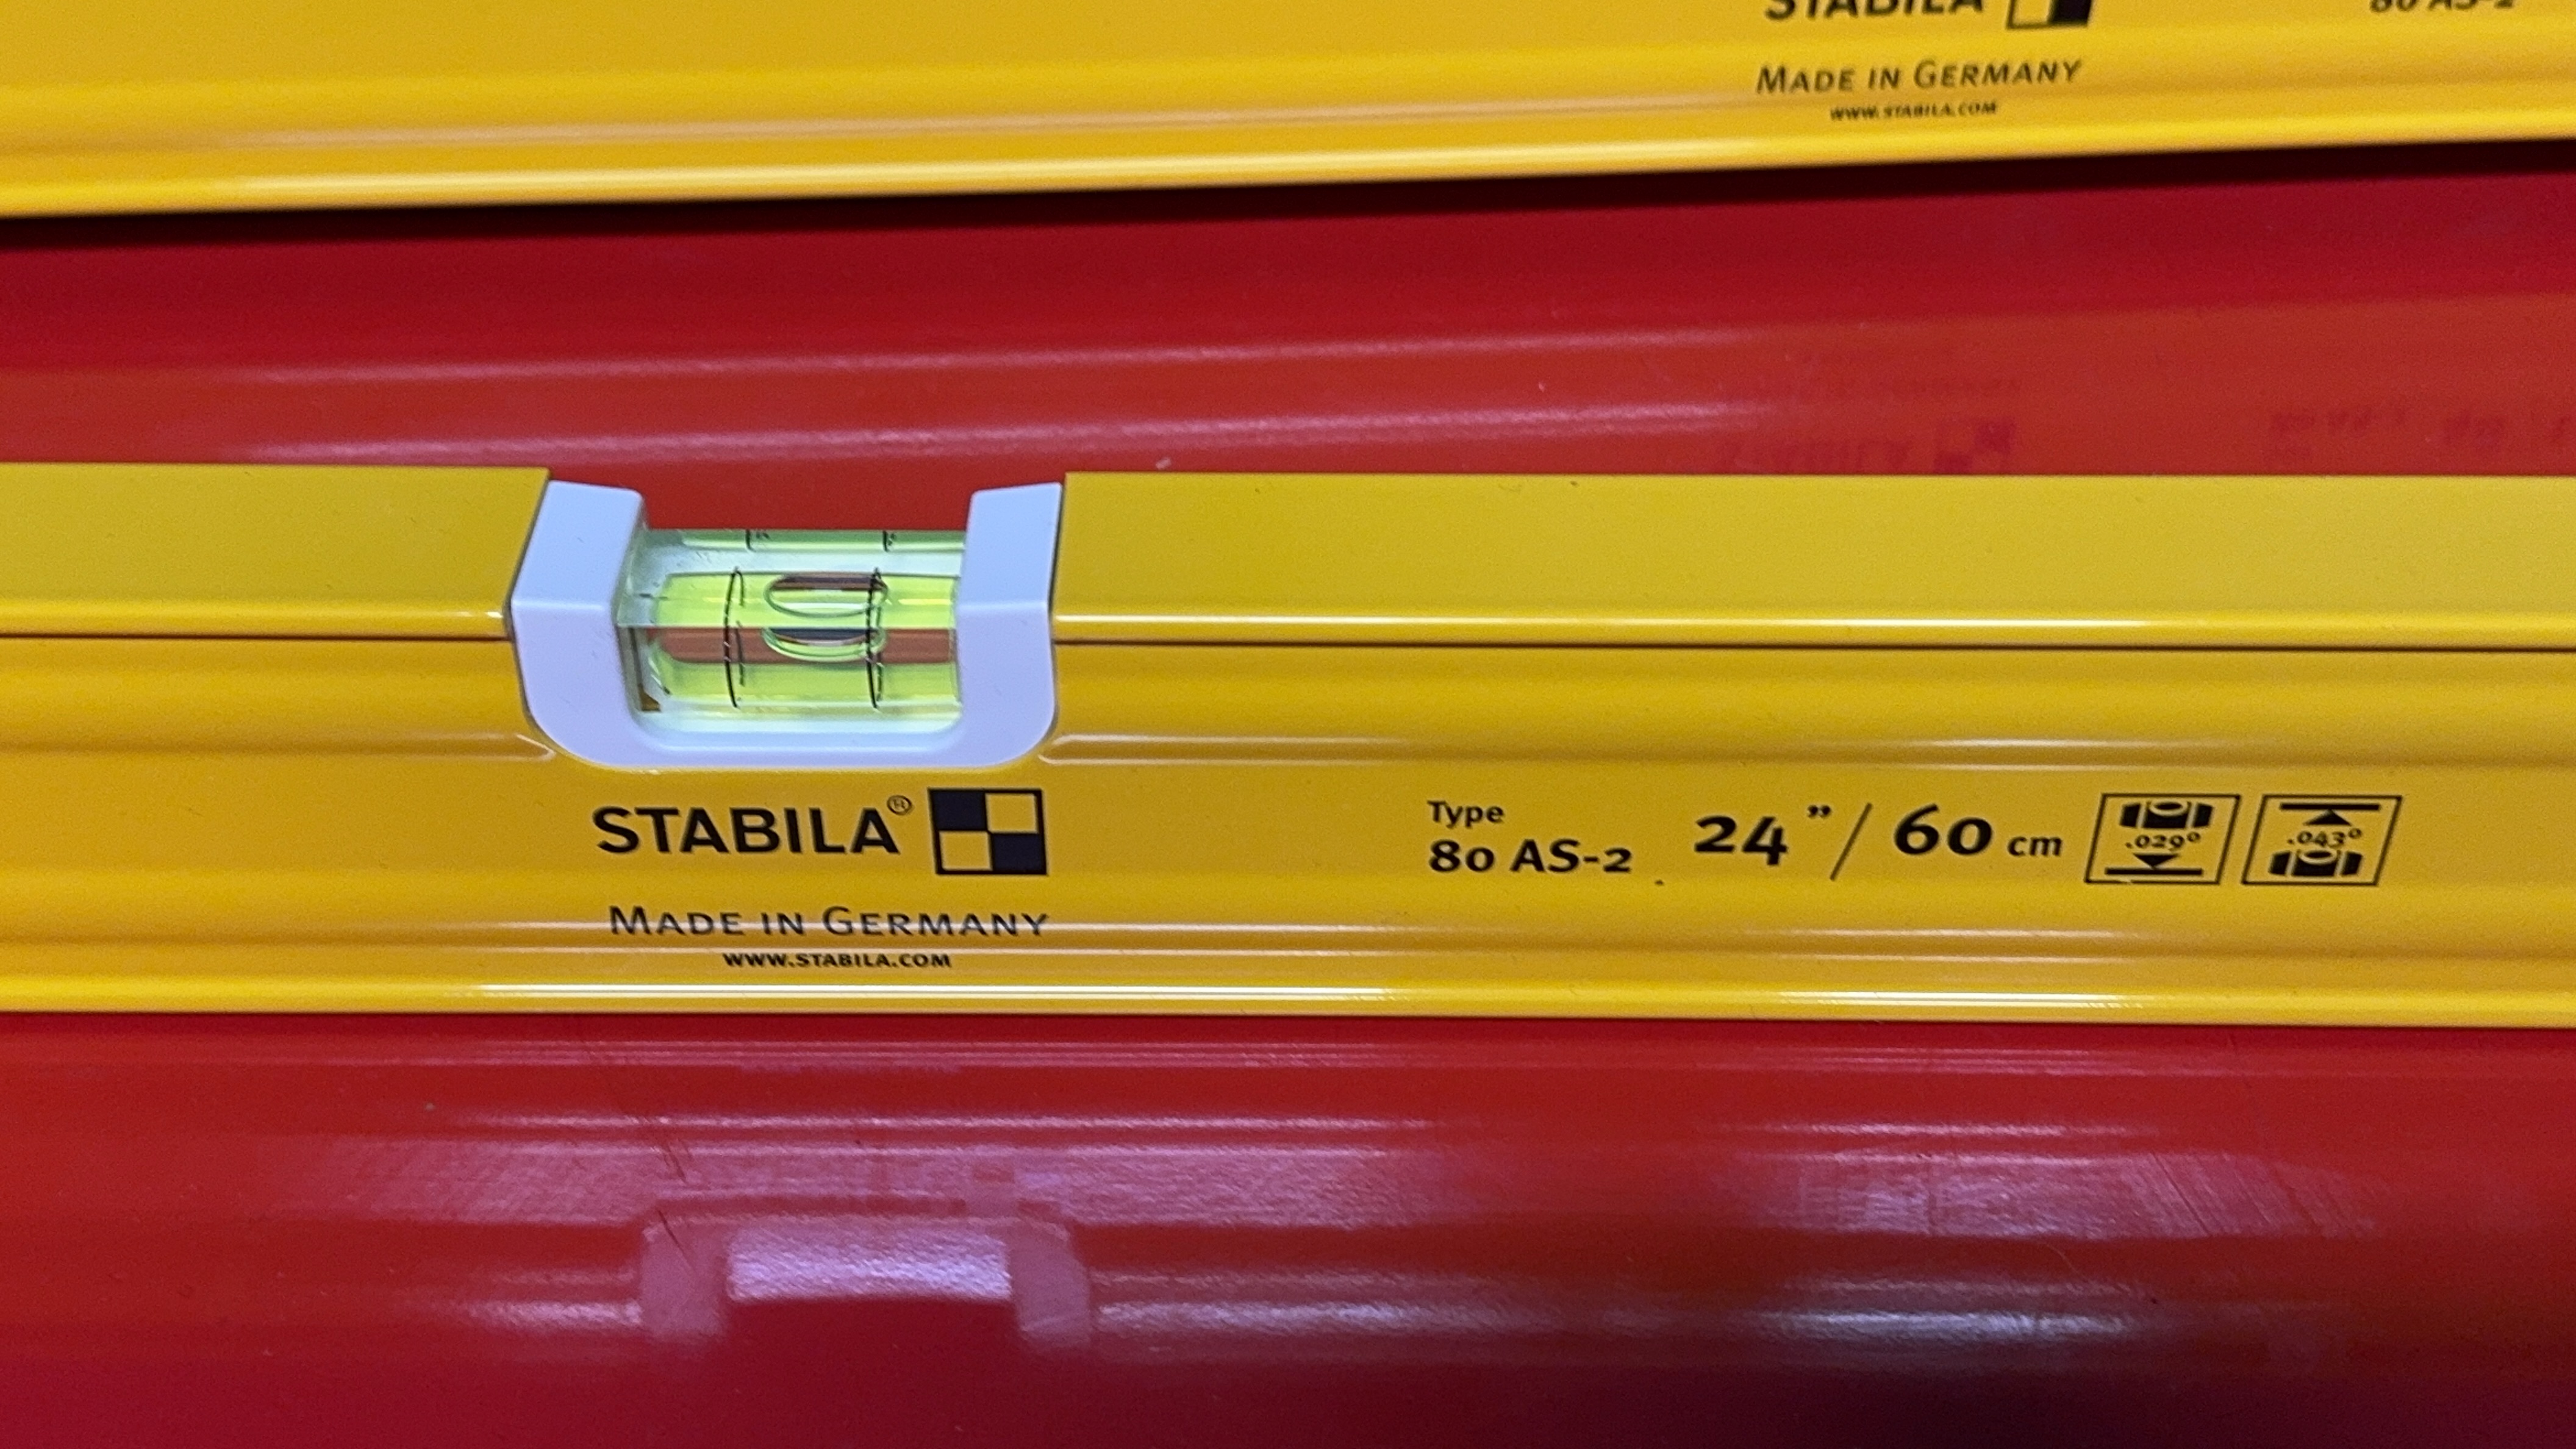 STABILA
80 AS-2
MADE IN GERMANY
WWW.STABILA.COM
STABILA®
Type
80 AS-2
24” / 60 cm
.029°
.043°
MADE IN GERMANY
WWW.STABILA.COM